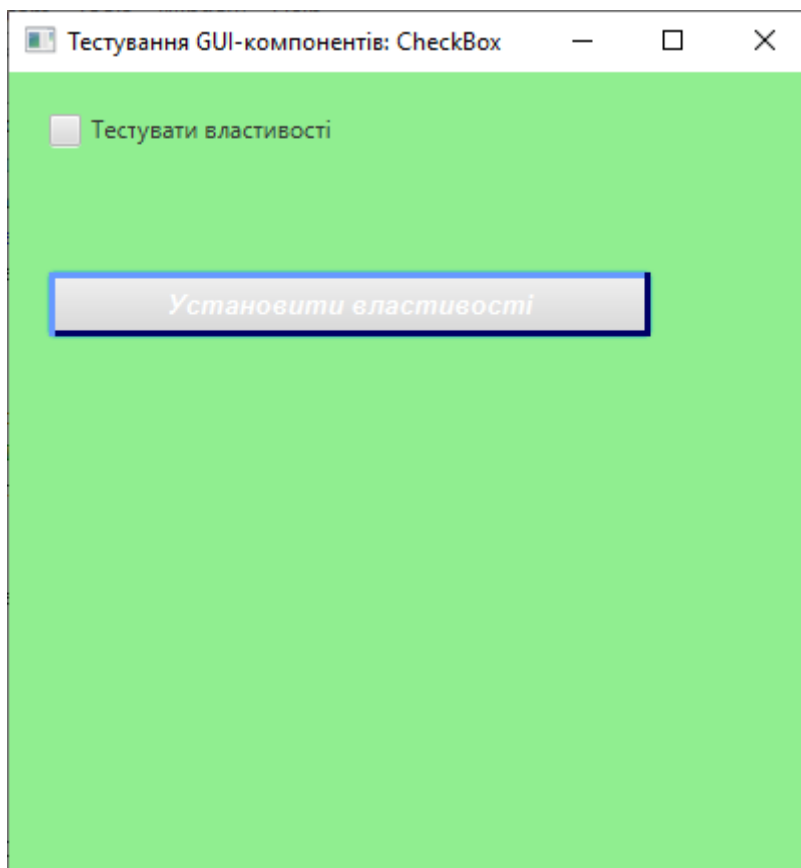 Тестування GUI-компонентів: CheckBox
Тестувати властивості
Установити властивості